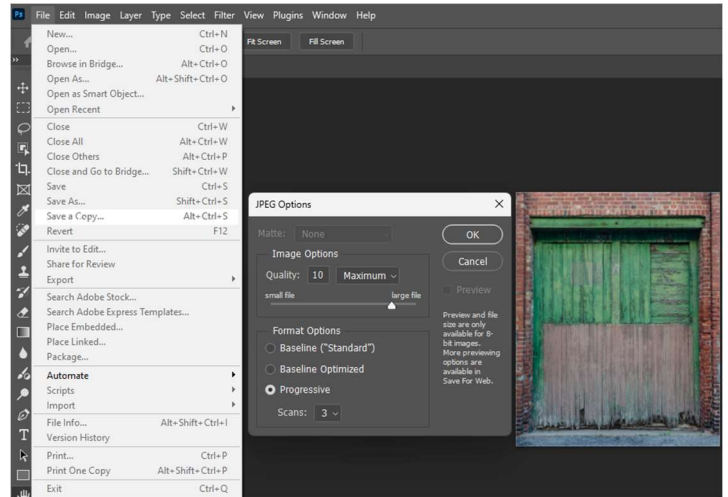 Ps File Edit Image Layer Type Select Filter View Plugins Window Help
Fit Screen Fill Screen
New... Ctrl+N
Open... Ctrl+O
Browse in Bridge... Alt+Ctrl+O
Open As... Alt+Shift+Ctrl+O
Open as Smart Object...
Open Recent
Close Ctrl+W
Close All Alt+Ctrl+W
Close Others Alt+Ctrl+P
Close and Go to Bridge... Shift+Ctrl+W
Save Ctrl+S
Save As... Shift+Ctrl+S
Save a Copy... Alt+Ctrl+S
Revert F12
Invite to Edit...
Share for Review
Export
Search Adobe Stock...
Search Adobe Express Templates...
Place Embedded...
Place Linked...
Package...
Automate
Scripts
Import
File Info... Alt+Shift+Ctrl+I
Version History
Print... Ctrl+P
Print One Copy Alt+Shift+Ctrl+P
Exit Ctrl+Q
T
JPEG Options
Matte: None
OK
Image Options
Cancel
Quality: 10 Maximum
Preview
small file large file
Preview and file
size are only
available for 8-
bit images.
More previewing
options are
available in
Save For Web.
Format Options
Baseline ("Standard")
Baseline Optimized
Progressive
Scans: 3